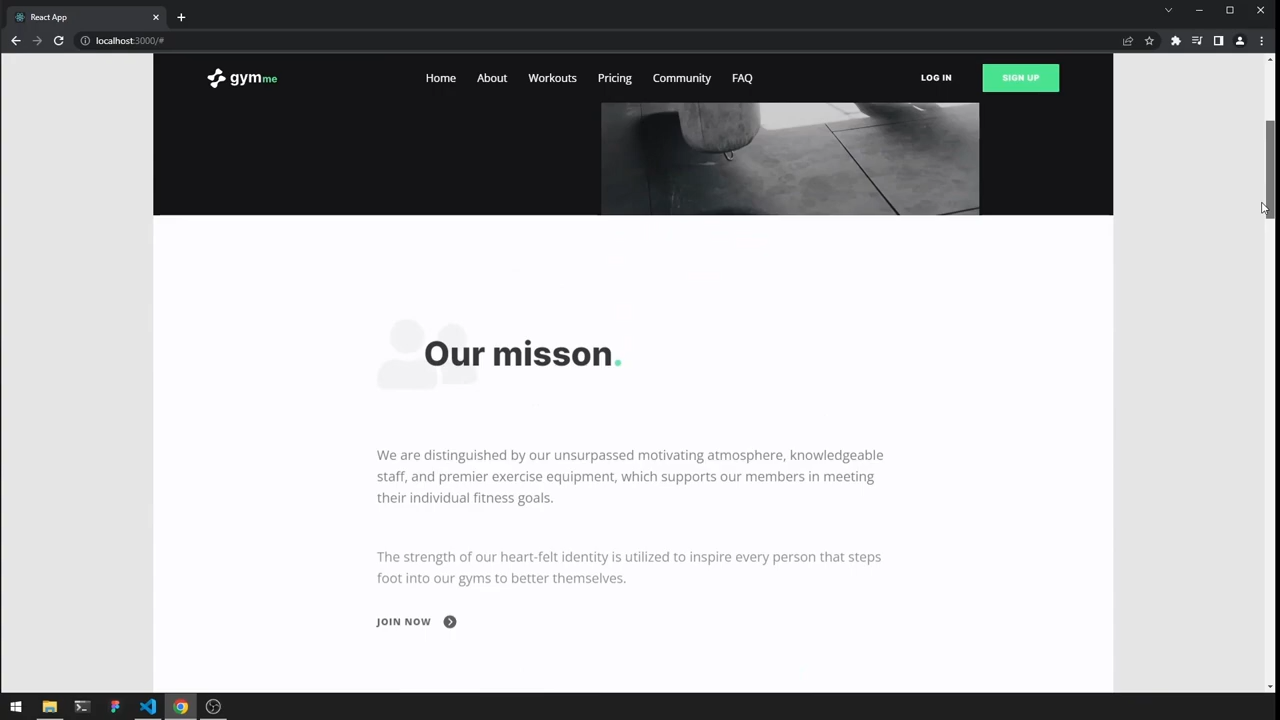 React App
localhost:3000/#
gymme
Home About Workouts Pricing Community FAQ
LOG IN
SIGN UP
Our misson.
We are distinguished by our unsurpassed motivating atmosphere, knowledgeable
staff, and premier exercise equipment, which supports our members in meeting
their individual fitness goals.
The strength of our heart-felt identity is utilized to inspire every person that steps
foot into our gyms to better themselves.
JOIN NOW